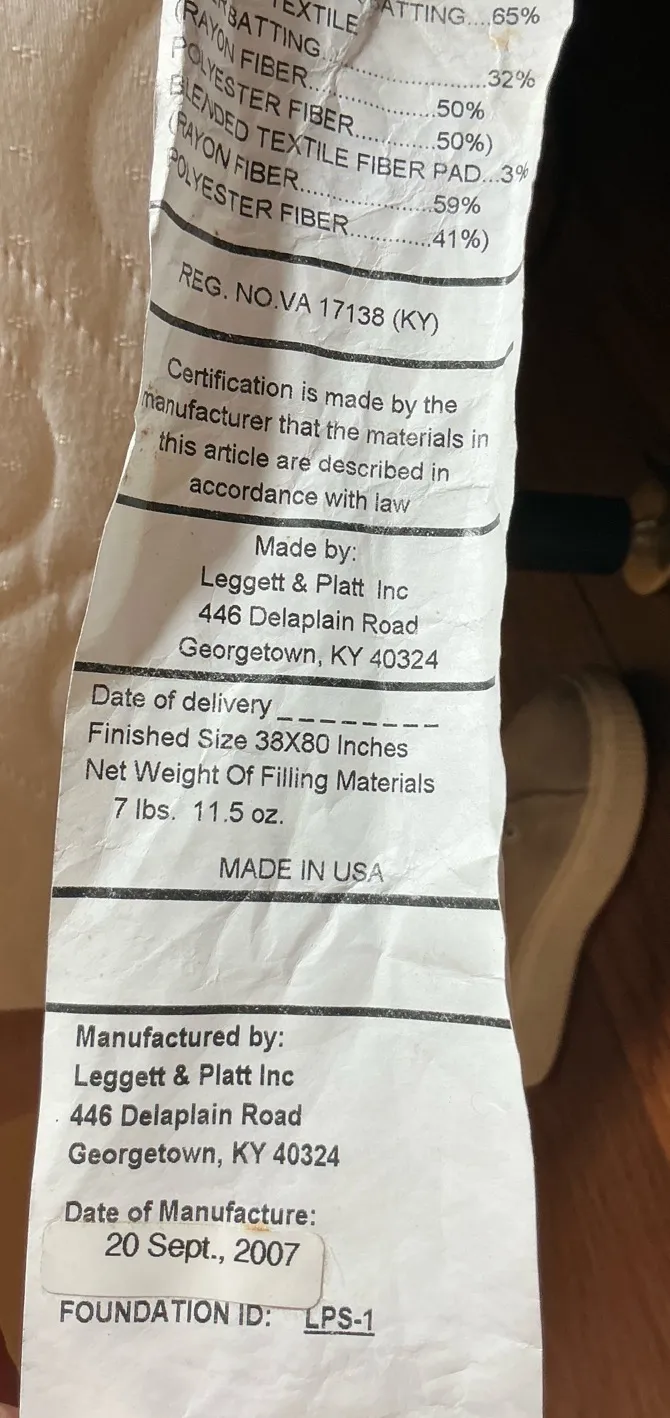 TEXTILE BATTING....65%
BATTING....................32%
(RAYON FIBER..................50%
POLYESTER FIBER............50%)
BLENDED TEXTILE FIBER PAD...3%
(RAYON FIBER....................59%
POLYESTER FIBER.............41%)
REG. NO.VA 17138 (KY)
Certification is made by the
manufacturer that the materials in
this article are described in
accordance with law
Made by:
Leggett & Platt Inc
446 Delaplain Road
Georgetown, KY 40324
Date of delivery_ _ _ _ _ _ _ _ _
Finished Size 38X80 Inches
Net Weight Of Filling Materials
7 lbs. 11.5 oz.
MADE IN USA
Manufactured by:
Leggett & Platt Inc
446 Delaplain Road
Georgetown, KY 40324
Date of Manufacture:
20 Sept., 2007
FOUNDATION ID: LPS-1